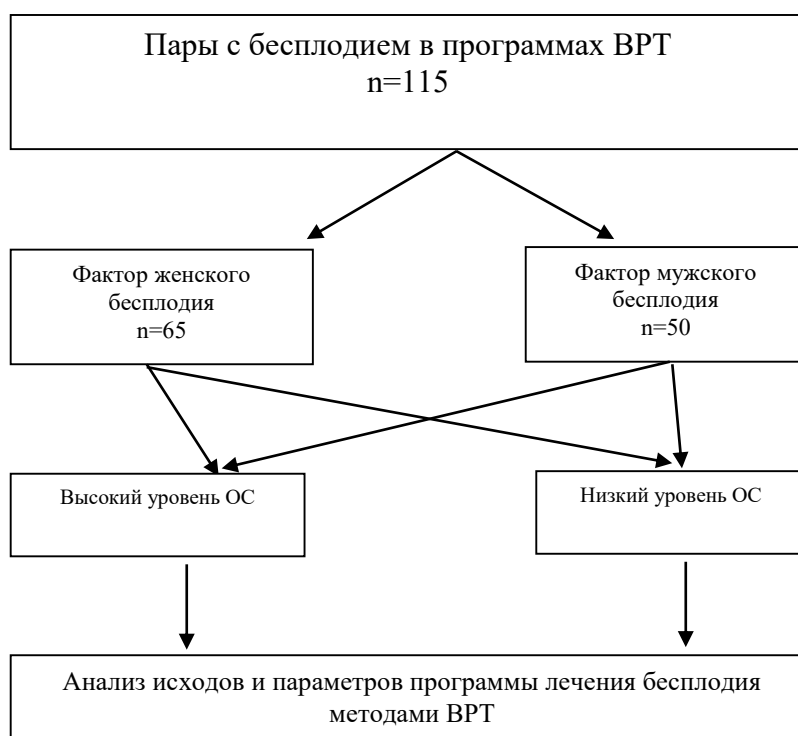 Пары с бесплодием в программах ВРТ
n=115
Фактор женского
бесплодия
n=65
Фактор мужского
бесплодия
n=50
Высокий уровень ОС
Низкий уровень ОС
Анализ исходов и параметров программы лечения бесплодия
методами ВРТ